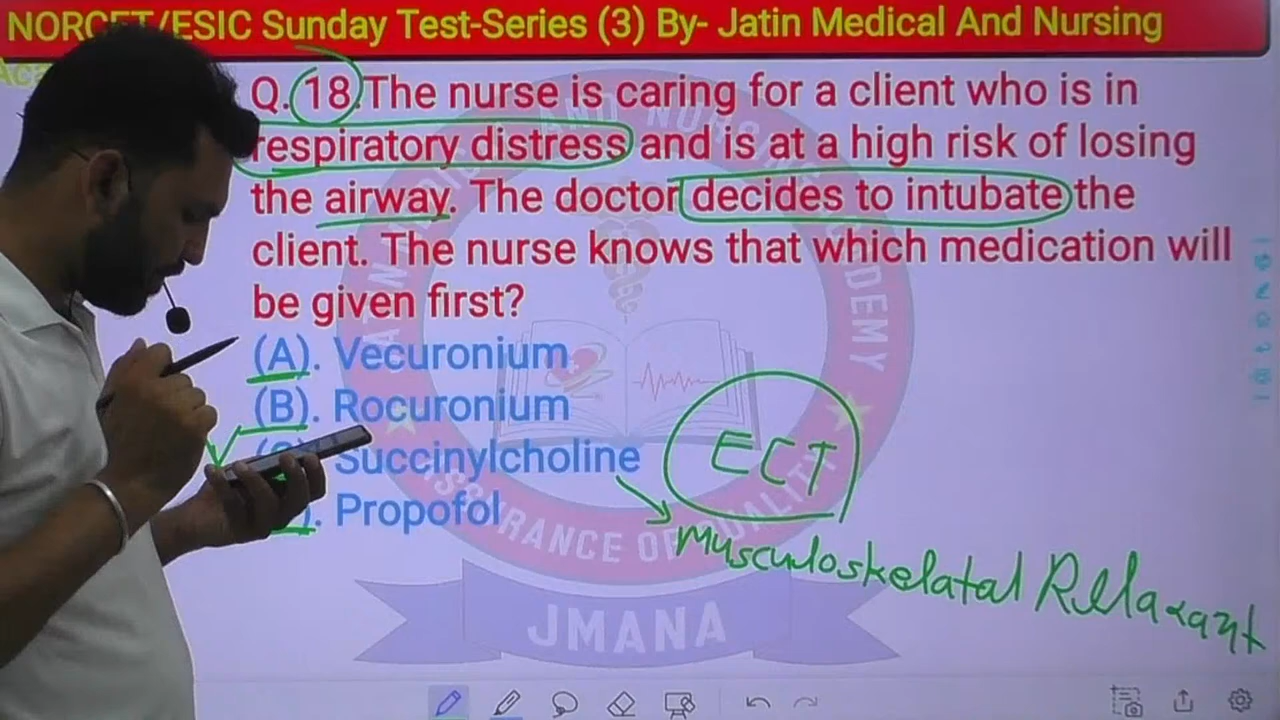 NORCET/ESIC Sunday Test-Series (3) By- Jatin Medical And Nursing
Q. 18. The nurse is caring for a client who is in
respiratory distress and is at a high risk of losing
the airway. The doctor decides to intubate the
client. The nurse knows that which medication will
be given first?
(A). Vecuronium
(B). Rocuronium
Succinylcholine
Propofol
ECT
Musculoskelatal Relaxant
ASSURANCE OF QUALITY
JMANA